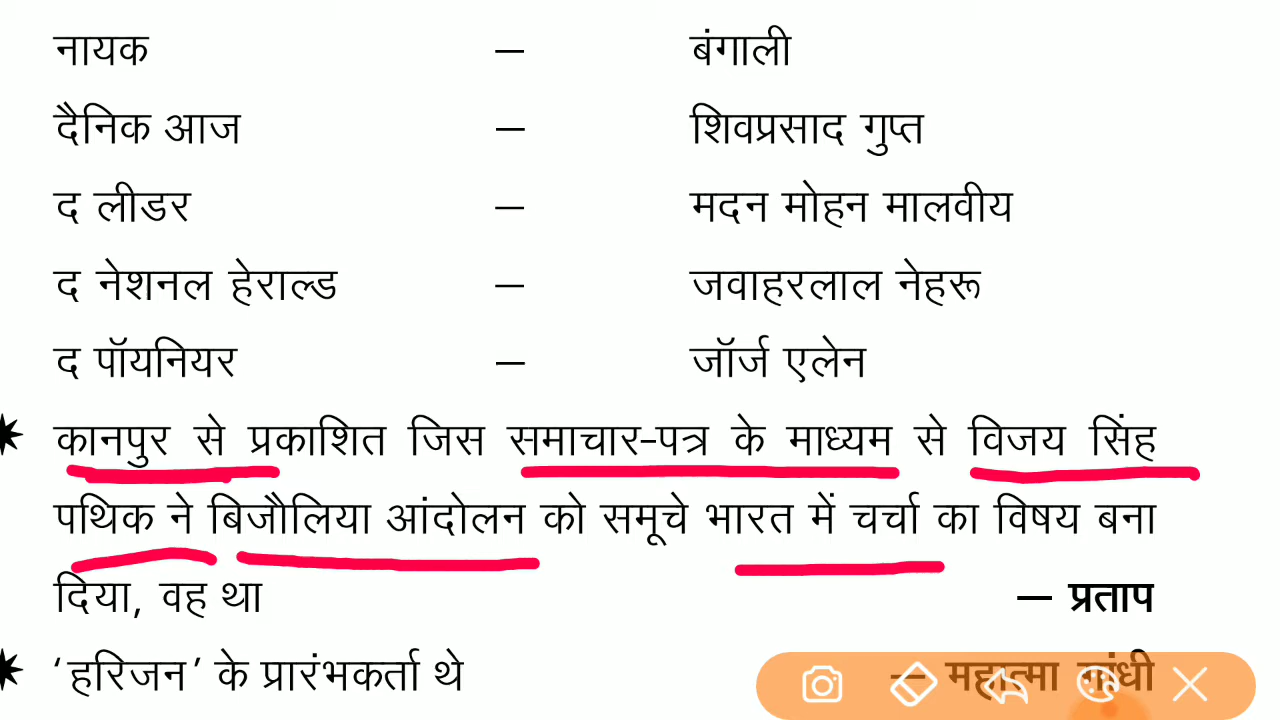 नायक – बंगाली
दैनिक आज – शिवप्रसाद गुप्त
द लीडर – मदन मोहन मालवीय
द नेशनल हेराल्ड – जवाहरलाल नेहरू
द पॉयनियर – जॉर्ज एलेन
✷ कानपुर से प्रकाशित जिस समाचार-पत्र के माध्यम से विजय सिंह
पथिक ने बिजौलिया आंदोलन को समूचे भारत में चर्चा का विषय बना
दिया, वह था – प्रताप
✷ ‘हरिजन’ के प्रारंभकर्ता थे – महात्मा गांधी